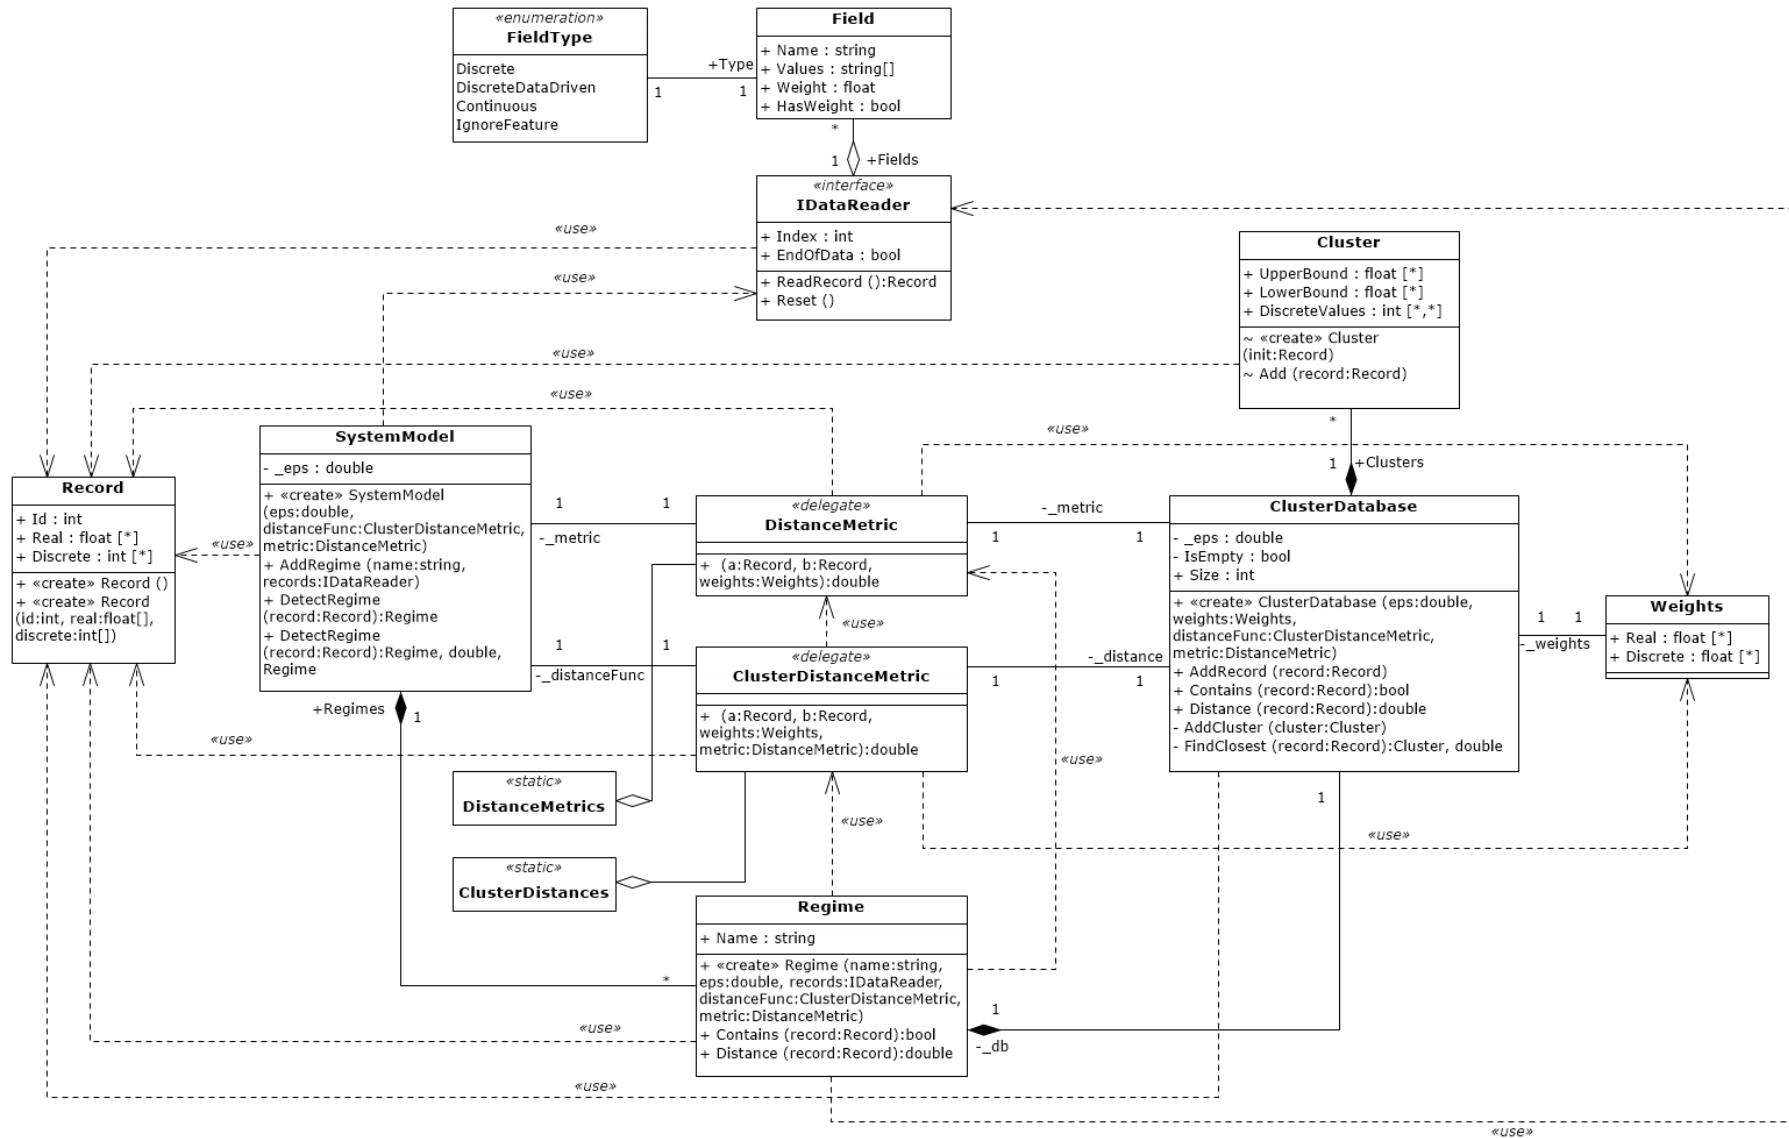 «enumeration»
FieldType
Discrete
DiscreteDataDriven
Continuous
IgnoreFeature
Field
+ Name : string
+ Values : string[]
+ Weight : float
+ HasWeight : bool
+Type
1
1
*
1
+Fields
«interface»
IDataReader
+ Index : int
+ EndOfData : bool
+ ReadRecord ():Record
+ Reset ()
«use»
«use»
«use»
«use»
Cluster
+ UpperBound : float [*]
+ LowerBound : float [*]
+ DiscreteValues : int [*,*]
~ «create» Cluster
(init:Record)
~ Add (record:Record)
*
«use»
1
+Clusters
Record
+ Id : int
+ Real : float [*]
+ Discrete : int [*]
+ «create» Record ()
+ «create» Record
(id:int, real:float[],
discrete:int[])
«use»
SystemModel
- _eps : double
+ «create» SystemModel
(eps:double,
distanceFunc:ClusterDistanceMetric,
metric:DistanceMetric)
+ AddRegime (name:string,
records:IDataReader)
+ DetectRegime
(record:Record):Regime
+ DetectRegime
(record:Record):Regime, double,
Regime
1
1
-_metric
1
1
-_distanceFunc
«delegate»
DistanceMetric
+  (a:Record, b:Record,
weights:Weights):double
«use»
«delegate»
ClusterDistanceMetric
+  (a:Record, b:Record,
weights:Weights,
metric:DistanceMetric):double
-_metric
1
1
-_distance
1
1
ClusterDatabase
- _eps : double
- IsEmpty : bool
+ Size : int
+ «create» ClusterDatabase (eps:double,
weights:Weights,
distanceFunc:ClusterDistanceMetric,
metric:DistanceMetric)
+ AddRecord (record:Record)
+ Contains (record:Record):bool
+ Distance (record:Record):double
- AddCluster (cluster:Cluster)
- FindClosest (record:Record):Cluster, double
1
1
-_weights
Weights
+ Real : float [*]
+ Discrete : float [*]
+Regimes
1
«use»
«static»
DistanceMetrics
«static»
ClusterDistances
«use»
«use»
1
«use»
Regime
+ Name : string
+ «create» Regime (name:string,
eps:double, records:IDataReader,
distanceFunc:ClusterDistanceMetric,
metric:DistanceMetric)
+ Contains (record:Record):bool
+ Distance (record:Record):double
*
1
-_db
«use»
«use»
«use»